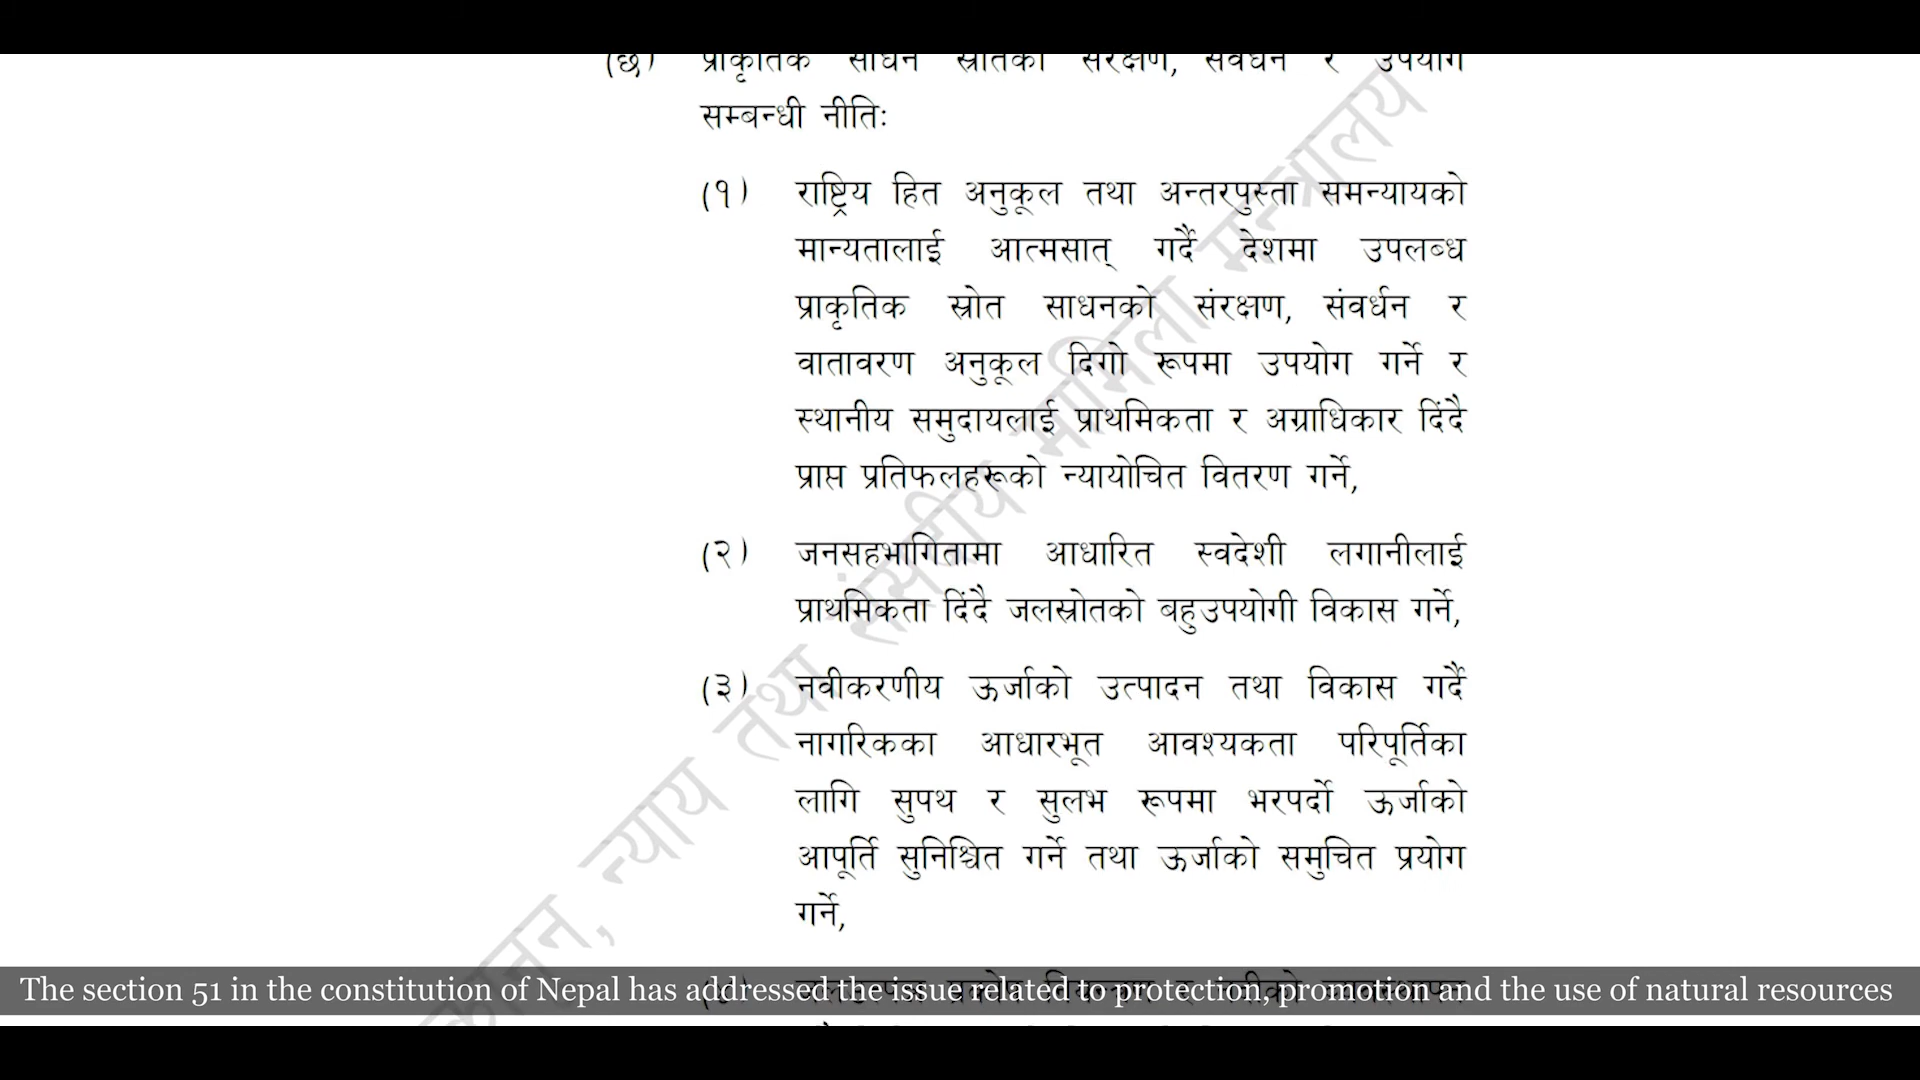 (छ) प्राकृतिक साधन स्रोतको संरक्षण, संवर्धन र उपयोग
सम्बन्धी नीतिः
(१) राष्ट्रिय हित अनुकूल तथा अन्तरपुस्ता समन्यायको
मान्यतालाई आत्मसात् गर्दै देशमा उपलब्ध
प्राकृतिक स्रोत साधनको संरक्षण, संवर्धन र
वातावरण अनुकूल दिगो रूपमा उपयोग गर्ने र
स्थानीय समुदायलाई प्राथमिकता र अग्राधिकार दिंदै
प्राप्त प्रतिफलहरूको न्यायोचित वितरण गर्ने,
(२) जनसहभागितामा आधारित स्वदेशी लगानीलाई
प्राथमिकता दिंदै जलस्रोतको बहुउपयोगी विकास गर्ने,
(३) नवीकरणीय ऊर्जाको उत्पादन तथा विकास गर्दै
नागरिकका आधारभूत आवश्यकता परिपूर्तिका
लागि सुपथ र सुलभ रूपमा भरपर्दो ऊर्जाको
आपूर्ति सुनिश्चित गर्ने तथा ऊर्जाको समुचित प्रयोग
गर्ने,
The section 51 in the constitution of Nepal has addressed the issue related to protection, promotion and the use of natural resources
कानून, न्याय तथा संसदीय मामिला मन्त्रालय